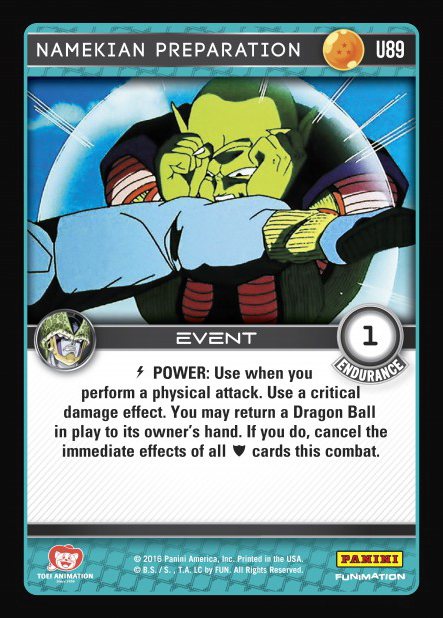 NAMEKIAN PREPARATION U89
EVENT
1
ENDURANCE
POWER: Use when you
perform a physical attack. Use a critical
damage effect. You may return a Dragon Ball
in play to its owner's hand. If you do, cancel the
immediate effects of all cards this combat.
TOEI ANIMATION
© 2016 Panini America, Inc. Printed in the USA.
© B.S. / S. , T.A. LC by FUN. All Rights Reserved.
PANINI
FUNIMATION